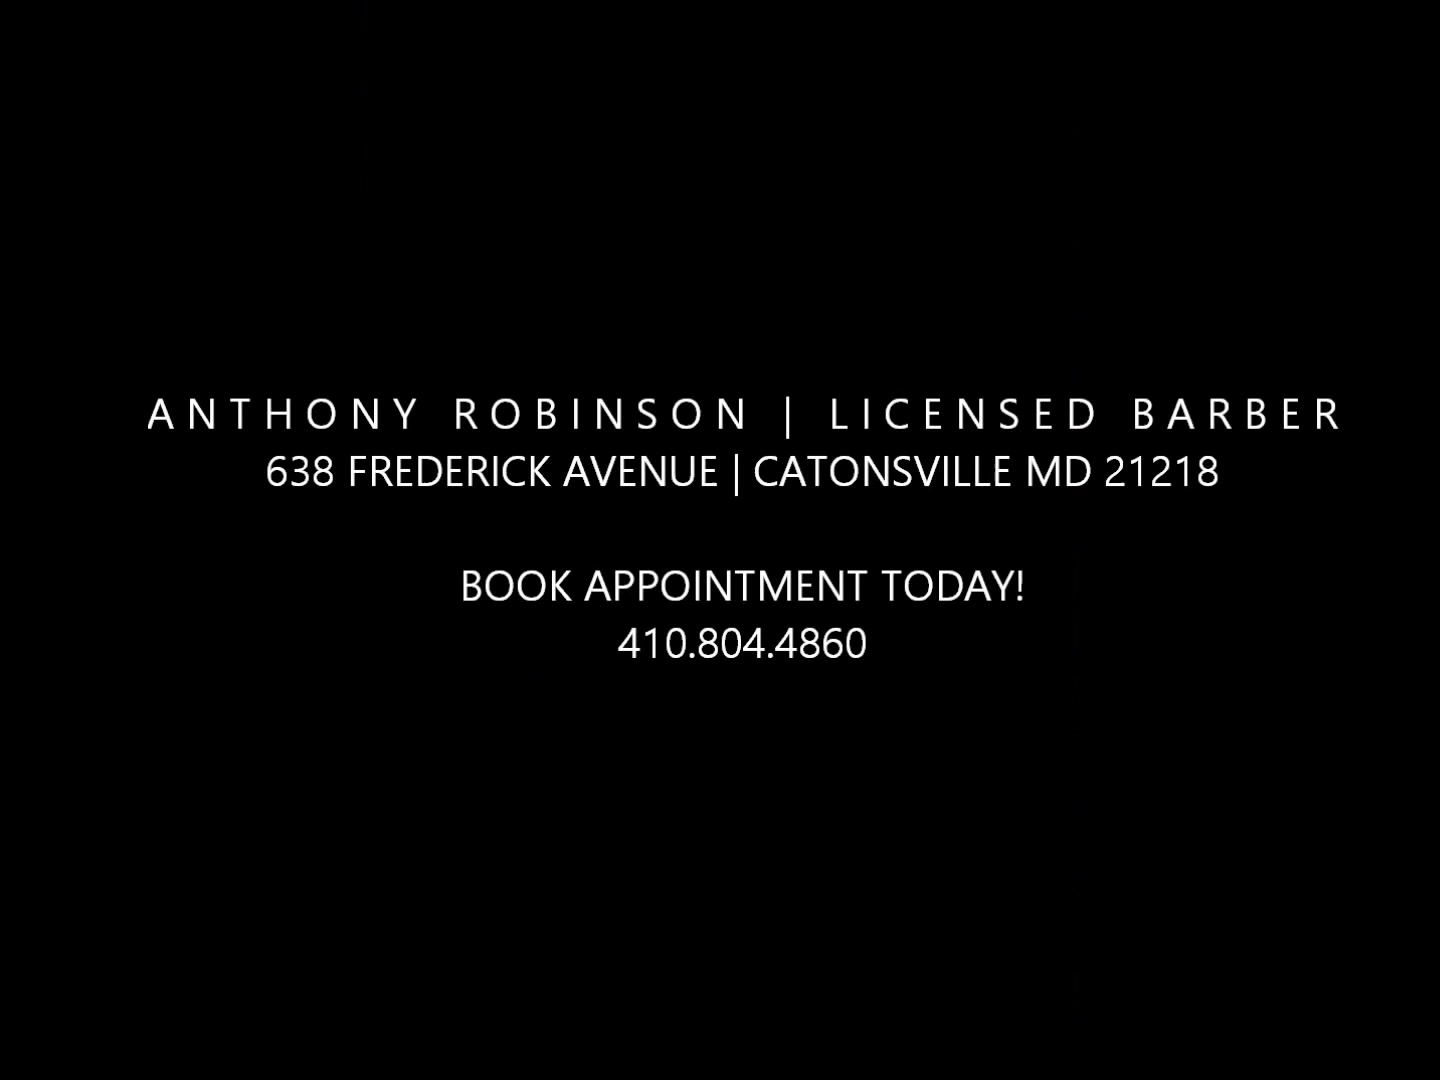 ANTHONY ROBINSON | LICENSED BARBER
638 FREDERICK AVENUE | CATONSVILLE MD 21218
BOOK APPOINTMENT TODAY!
410.804.4860